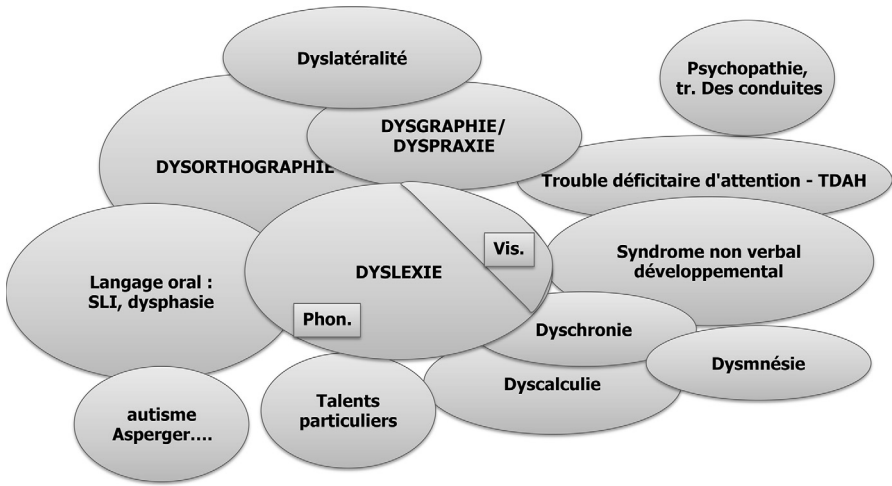 Dyslatéralité
Psychopathie,
tr. Des conduites
DYSGRAPHIE/
DYSPRAXIE
DYSORTHOGRAPHIE
Trouble déficitaire d'attention - TDAH
Vis.
Syndrome non verbal
développemental
DYSLEXIE
Langage oral :
SLI, dysphasie
Phon.
Dyschronie
Dysmnésie
Dyscalculie
Talents
particuliers
autisme
Asperger....